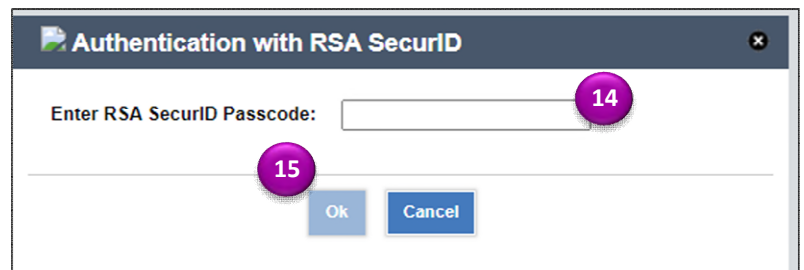 Authentication with RSA SecurID
Enter RSA SecurID Passcode:
14
15
Ok Cancel